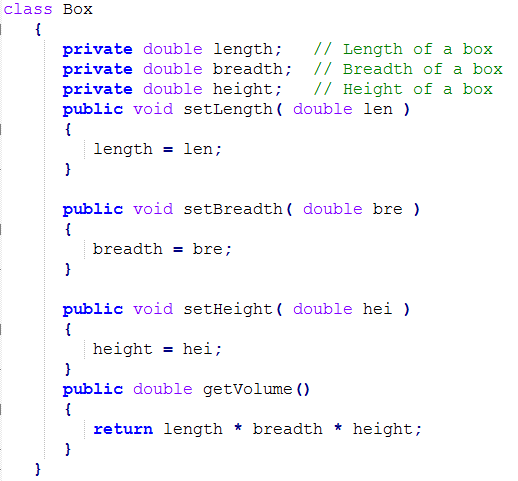 class Box
{
private double length;   // Length of a box
private double breadth;  // Breadth of a box
private double height;   // Height of a box
public void setLength( double len )
{
length = len;
}
public void setBreadth( double bre )
{
breadth = bre;
}
public void setHeight( double hei )
{
height = hei;
}
public double getVolume()
{
return length * breadth * height;
}
}